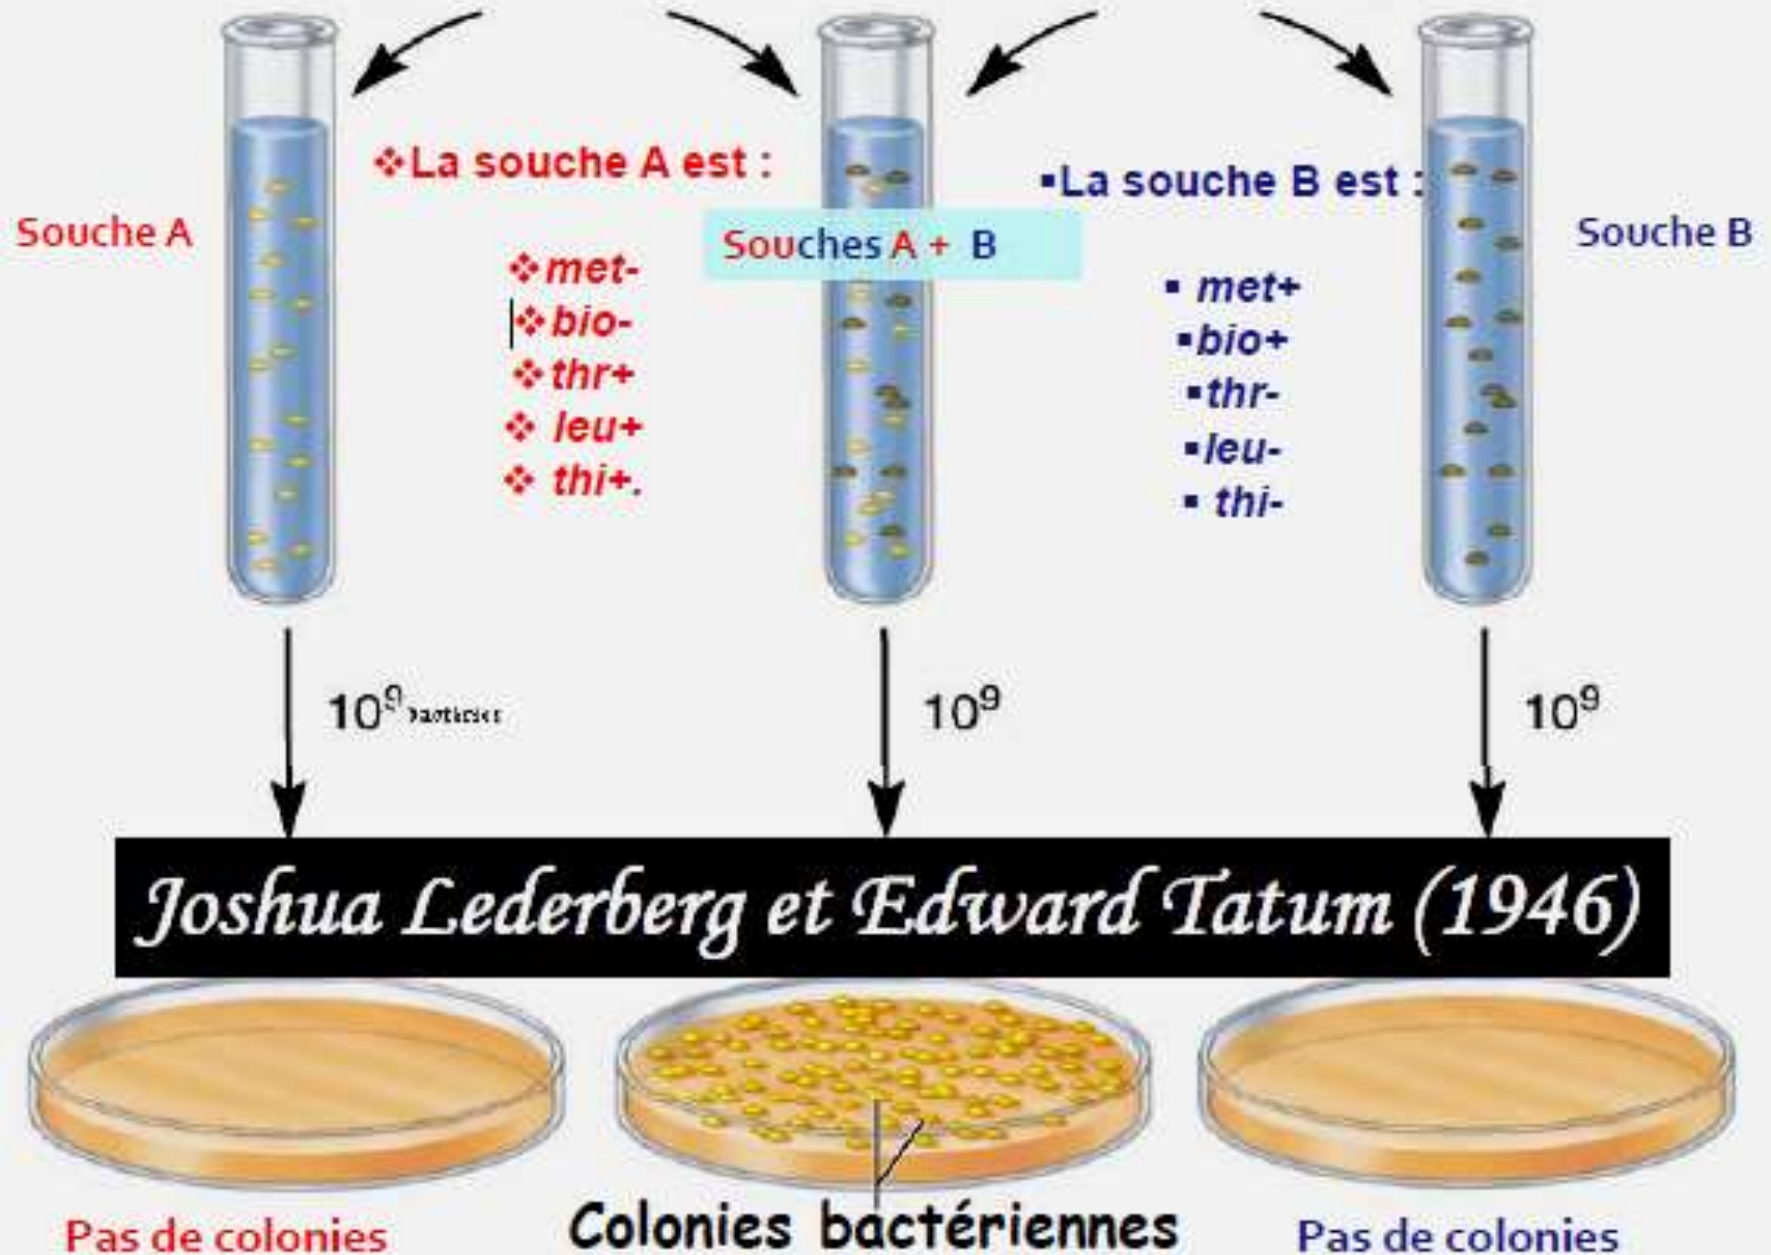 Souche A
❖La souche A est :
❖met-
❖bio-
❖thr+
❖ leu+
❖ thi+.
Souches A + B
▪La souche B est :
▪ met+
▪bio+
▪thr-
▪leu-
▪ thi-
Souche B
10⁹
10⁹
10⁹
Joshua Lederberg et Edward Tatum (1946)
Pas de colonies
Colonies bactériennes
Pas de colonies